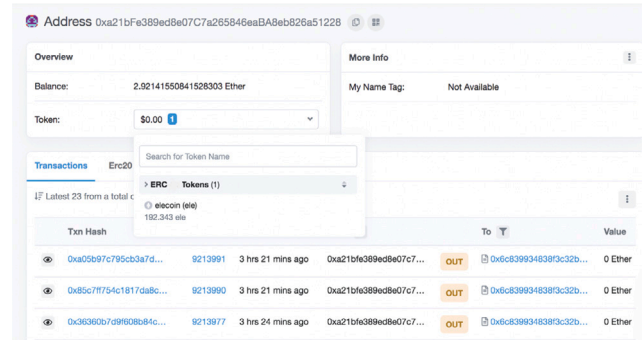 Address 0xa21bFe389ed8e07C7a265846eaBA8eb826a51228
Overview
Balance: 2.92141550841528303 Ether
Token: $0.00 1
Search for Token Name
> ERC Tokens (1)
elecoin (ele)
192.343 ele
More Info
My Name Tag: Not Available
Transactions Erc20
Latest 23 from a total
Txn Hash To Value
0xa05b97c795cb3a7d... 9213991 3 hrs 21 mins ago 0xa21bfe389ed8e07c7... OUT 0x6c839934838f3c32b... 0 Ether
0x85c7ff754c1817da8c... 9213990 3 hrs 21 mins ago 0xa21bfe389ed8e07c7... OUT 0x6c839934838f3c32b... 0 Ether
0x36360b7d9f608b84c... 9213977 3 hrs 24 mins ago 0xa21bfe389ed8e07c7... OUT 0x6c839934838f3c32b... 0 Ether